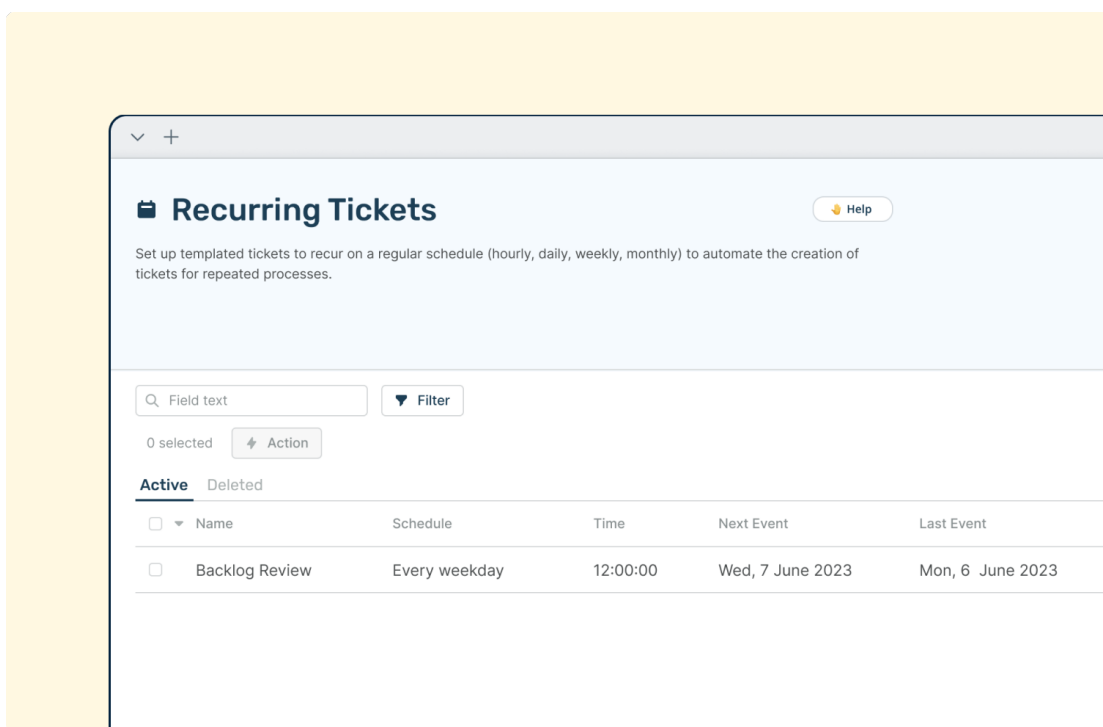 Recurring Tickets
Help
Set up templated tickets to recur on a regular schedule (hourly, daily, weekly, monthly) to automate the creation of
tickets for repeated processes.
Field text
Filter
0 selected
Action
Active Deleted
Name Schedule Time Next Event Last Event
Backlog Review Every weekday 12:00:00 Wed, 7 June 2023 Mon, 6 June 2023